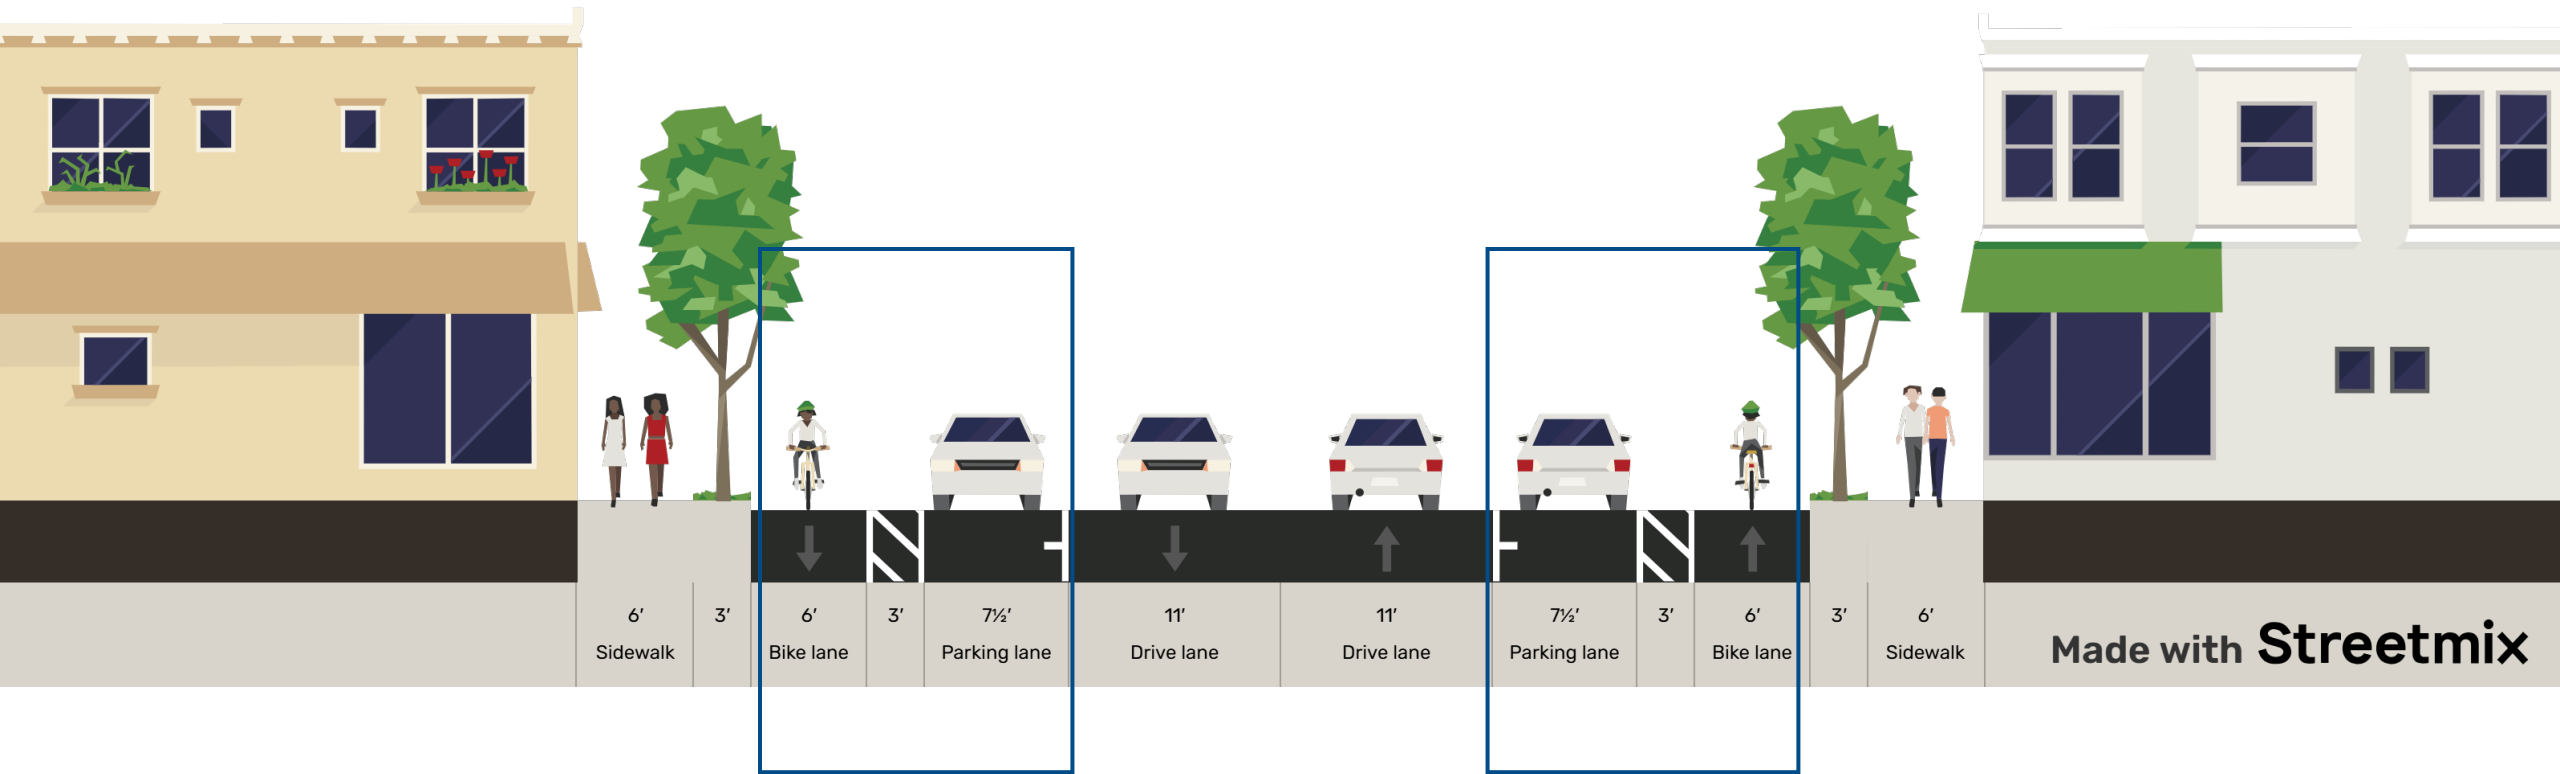 6′ 3′ 6′ 3′ 7½′ 11′ 11′ 7½′ 3′ 6′ 3′ 6′
Sidewalk Bike lane Parking lane Drive lane Drive lane Parking lane Bike lane Sidewalk
Made with Streetmix